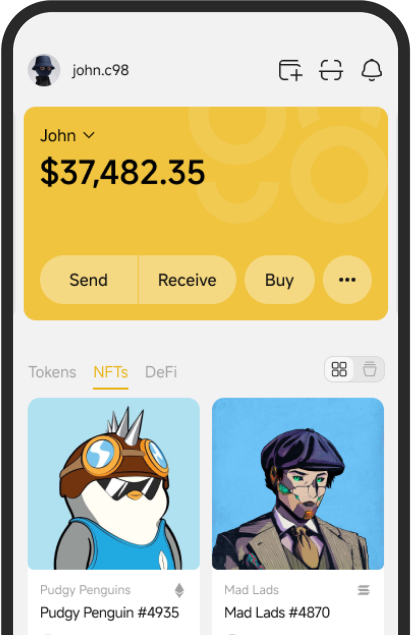 john.c98
John
$37,482.35
Send Receive Buy
Tokens NFTs DeFi
Pudgy Penguins Mad Lads
Pudgy Penguin #4935 Mad Lads #4870